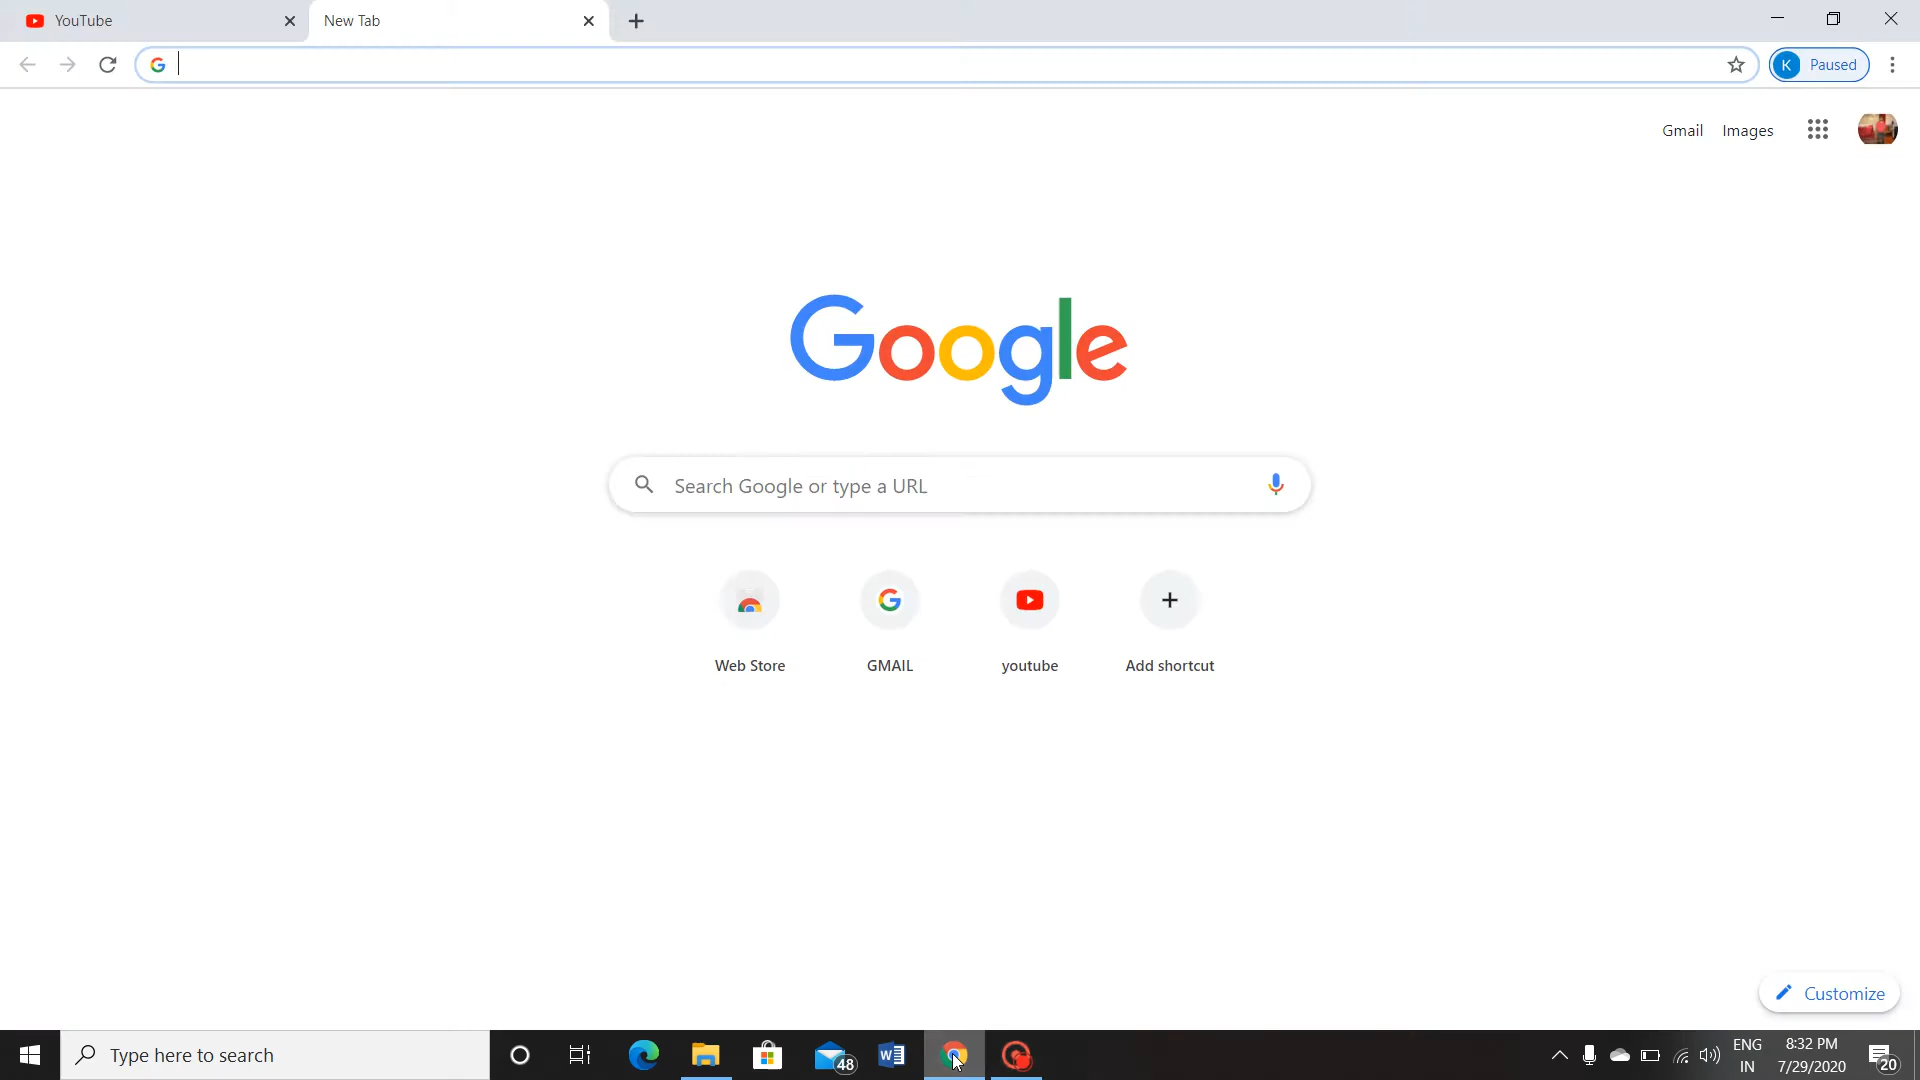 YouTube
New Tab
K Paused
Gmail Images
Google
Search Google or type a URL
Web Store GMAIL youtube Add shortcut
Customize
Type here to search
48
ENG
IN
8:32 PM
7/29/2020
20